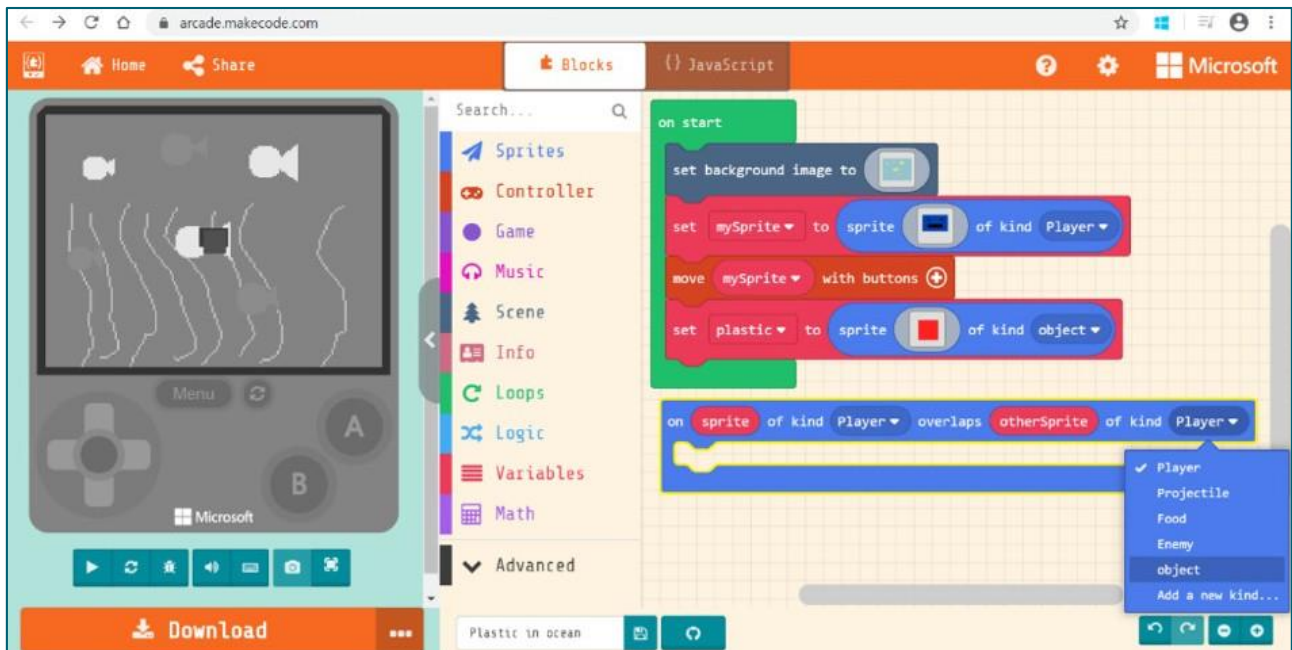 arcade.makecode.com
Home
Share
Blocks
{} JavaScript
Microsoft
Menu
A
B
Microsoft
Download
Search...
Sprites
Controller
Game
Music
Scene
Info
Loops
Logic
Variables
Math
Advanced
Plastic in ocean
on start
set background image to
set mySprite to sprite of kind Player
move mySprite with buttons
set plastic to sprite of kind object
on sprite of kind Player overlaps otherSprite of kind Player
Player
Projectile
Food
Enemy
object
Add a new kind...